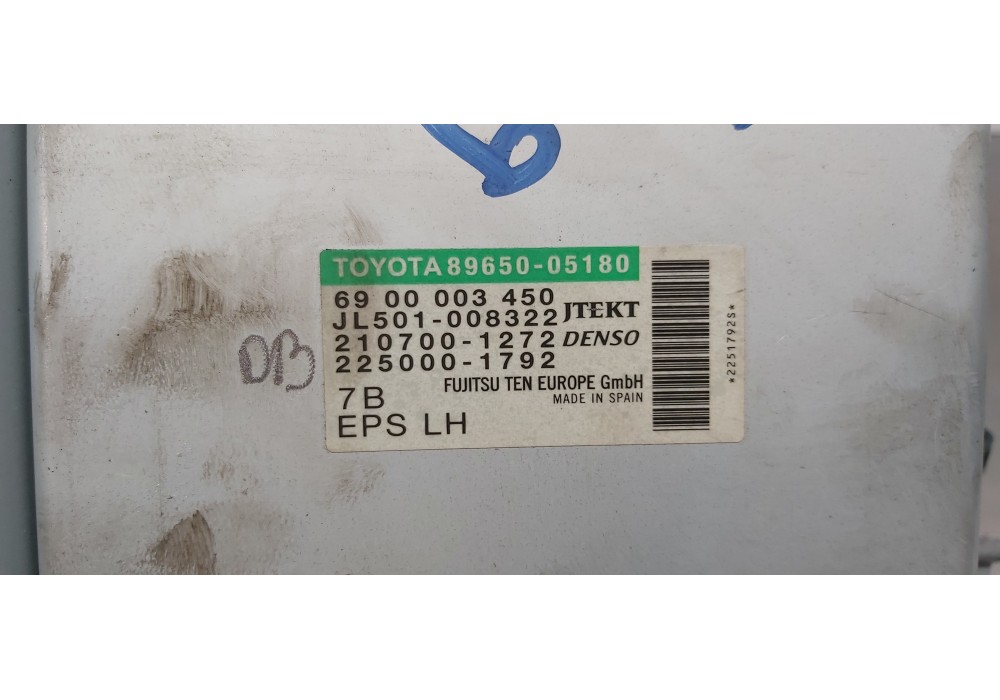 TOYOTA 89650-05180
69 00 003 450
JL501-008322 JTEKT
210700-1272 DENSO
225000-1792
FUJITSU TEN EUROPE GmbH
7B MADE IN SPAIN
EPS LH
*2251792S*
DB